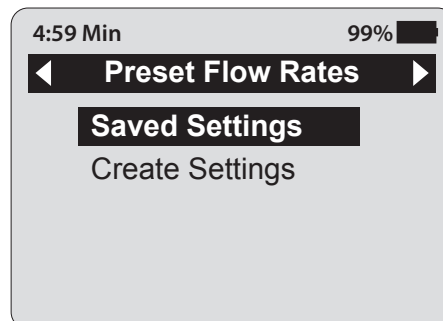 4:59 Min 99%
Preset Flow Rates
Saved Settings
Create Settings